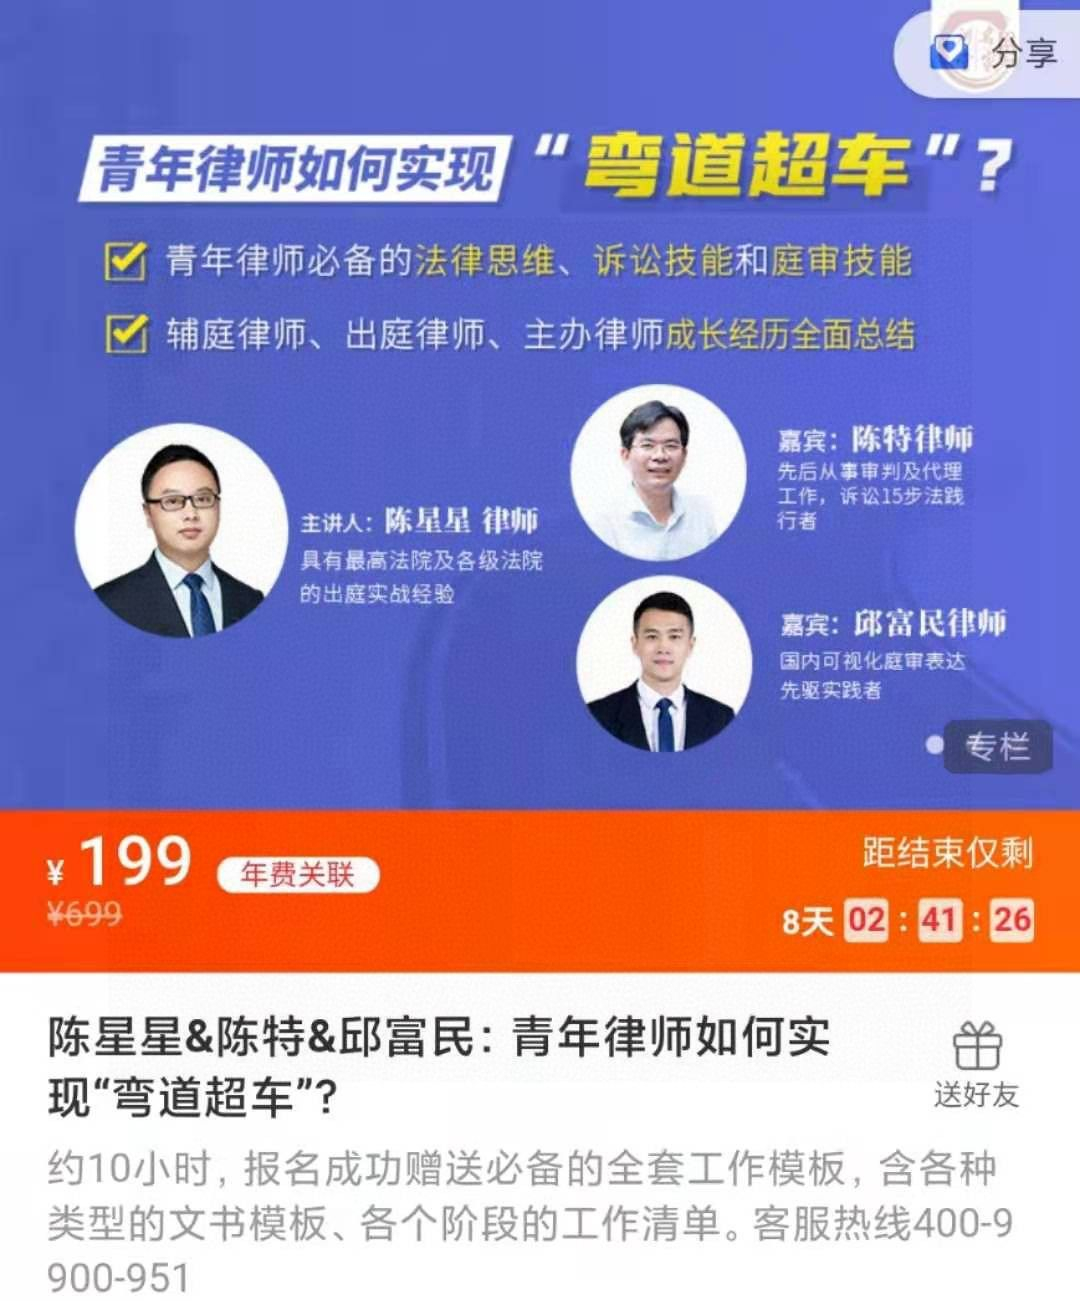 分享
青年律师如何实现“弯道超车”?
青年律师必备的法律思维、诉讼技能和庭审技能
辅庭律师、出庭律师、主办律师成长经历全面总结
主讲人：陈星星 律师
具有最高法院及各级法院
的出庭实战经验
嘉宾：陈特律师
先后从事审判及代理
工作，诉讼15步法践
行者
嘉宾：邱富民律师
国内可视化庭审表达
先驱实践者
专栏
¥199
年费关联
¥699
距结束仅剩
8天 02:41:26
陈星星&陈特&邱富民：青年律师如何实
现“弯道超车”?
送好友
约10小时，报名成功赠送必备的全套工作模板，含各种
类型的文书模板、各个阶段的工作清单。客服热线400-9
900-951